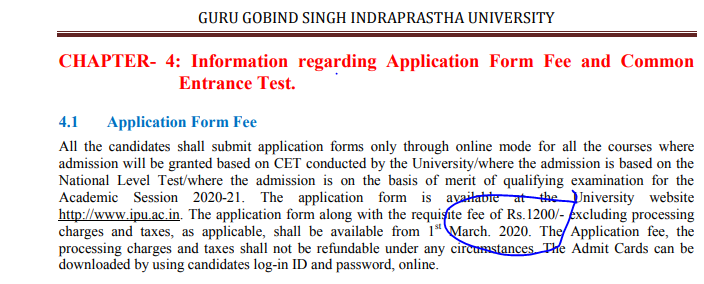 GURU GOBIND SINGH INDRAPRASTHA UNIVERSITY
CHAPTER- 4: Information regarding Application Form Fee and Common
Entrance Test.
4.1 Application Form Fee
All the candidates shall submit application forms only through online mode for all the courses where
admission will be granted based on CET conducted by the University/where the admission is based on the
National Level Test/where the admission is on the basis of merit of qualifying examination for the
Academic Session 2020-21. The application form is available at the University website
http://www.ipu.ac.in. The application form along with the requisite fee of Rs.1200/- excluding processing
charges and taxes, as applicable, shall be available from 1st March. 2020. The Application fee, the
processing charges and taxes shall not be refundable under any circumstances. The Admit Cards can be
downloaded by using candidates log-in ID and password, online.